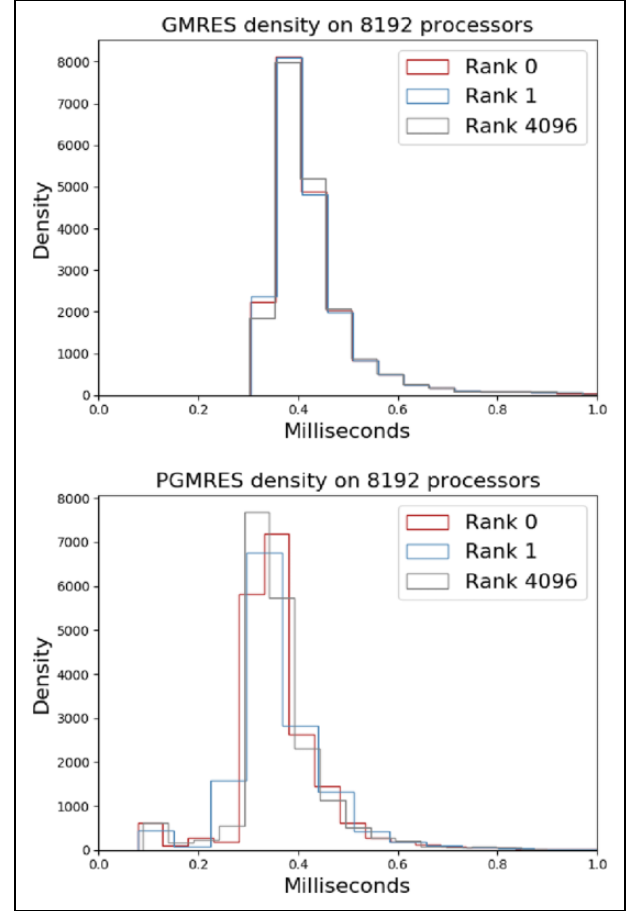 GMRES density on 8192 processors
8000
7000
6000
5000
4000
3000
2000
1000
0
Density
Rank 0
Rank 1
Rank 4096
0.0 0.2 0.4 0.6 0.8 1.0
Milliseconds
PGMRES density on 8192 processors
8000
7000
6000
5000
4000
3000
2000
1000
0
Density
Rank 0
Rank 1
Rank 4096
0.0 0.2 0.4 0.6 0.8 1.0
Milliseconds